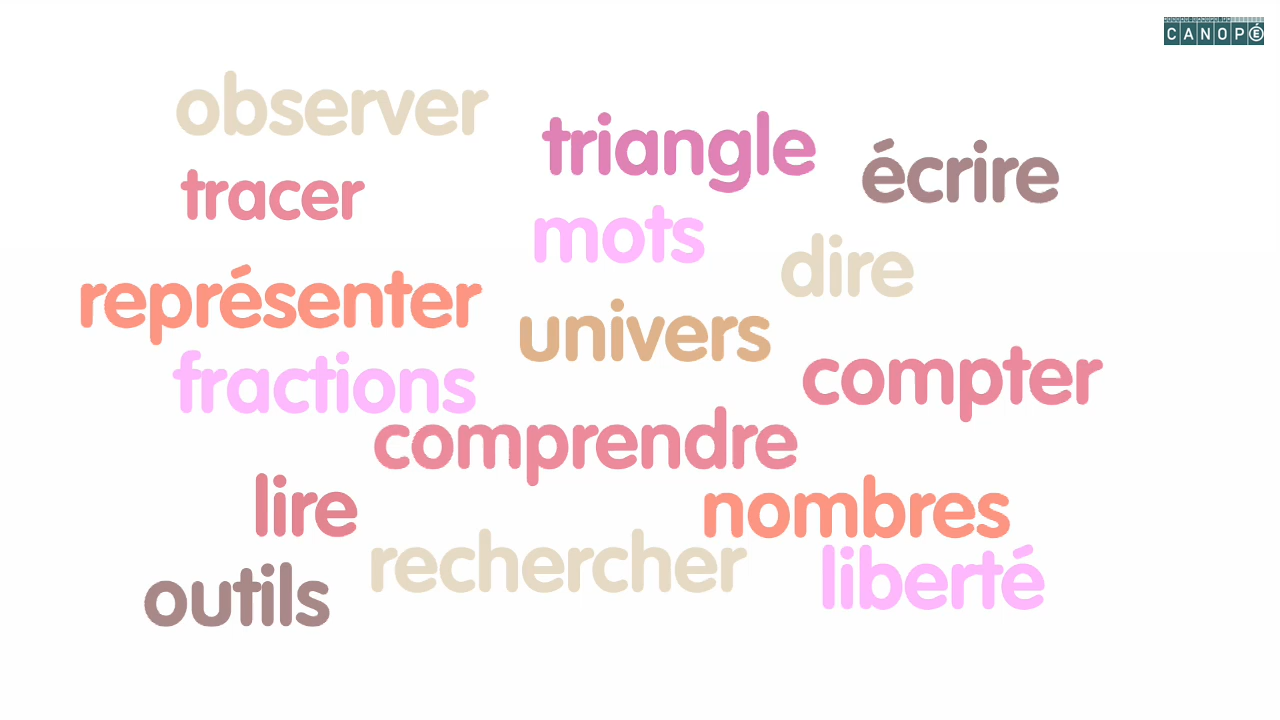 CANOPÉ
observer
triangle
écrire
tracer
mots
dire
représenter
univers
fractions
compter
comprendre
lire
nombres
rechercher
liberté
outils